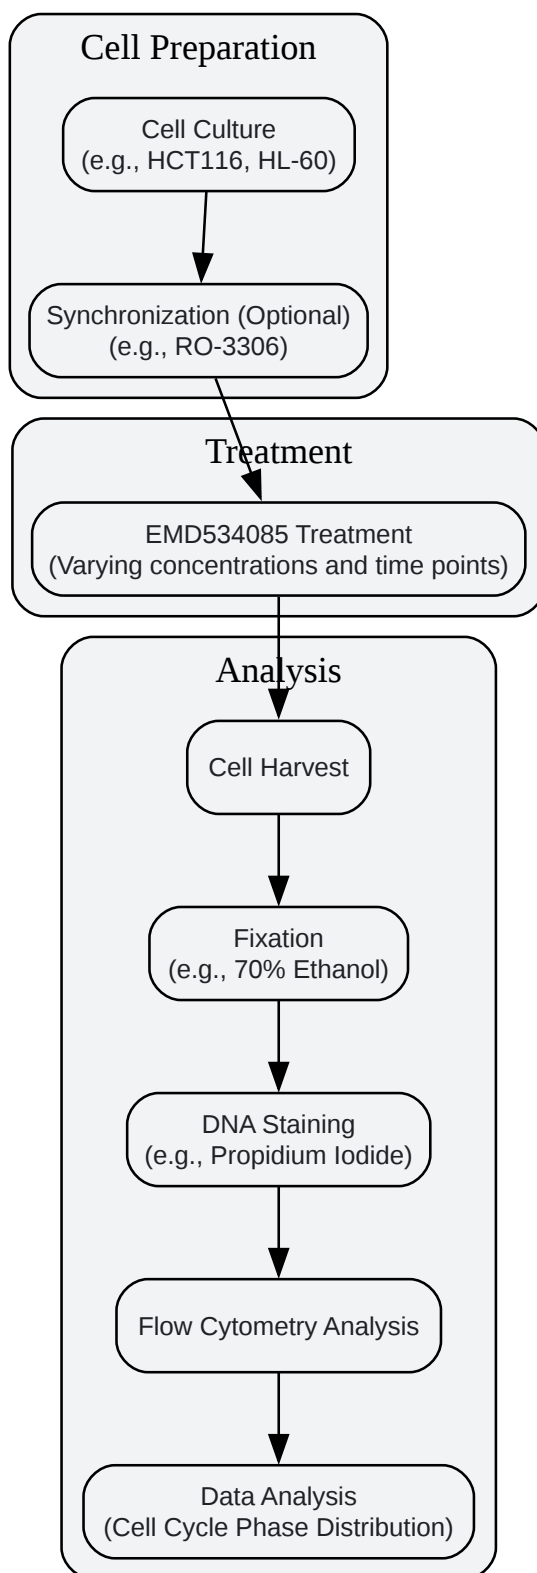 Cell Preparation
Cell Culture
(e.g., HCT116, HL-60)
Synchronization (Optional)
(e.g., RO-3306)
Treatment
EMD534085 Treatment
(Varying concentrations and time points)
Analysis
Cell Harvest
Fixation
(e.g., 70% Ethanol)
DNA Staining
(e.g., Propidium Iodide)
Flow Cytometry Analysis
Data Analysis
(Cell Cycle Phase Distribution)